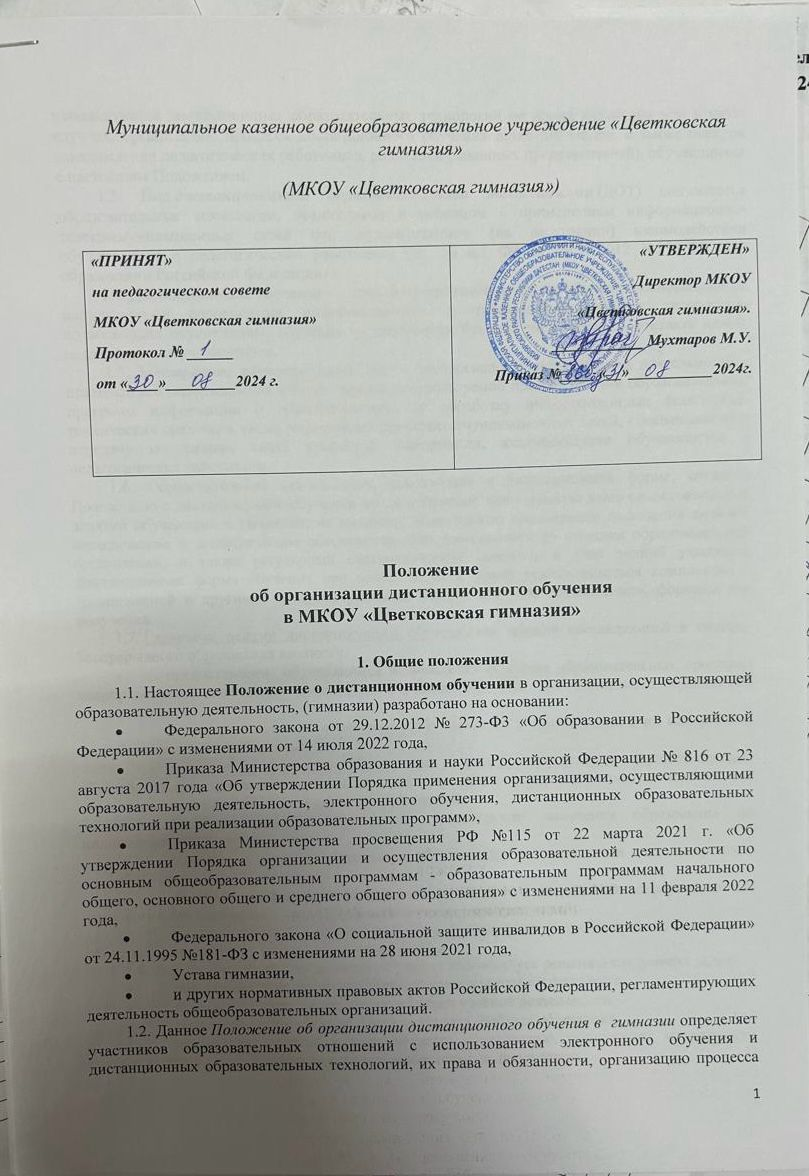 Муниципальное казенное общеобразовательное учреждение «Цветковская
гимназия»
(МКОУ «Цветковская гимназия»)
«ПРИНЯТ»
на педагогическом совете
МКОУ «Цветковская гимназия»
Протокол № 1
от «30» 08 2024 г.
«УТВЕРЖДЕН»
Директор МКОУ
«Цветковская гимназия».
Мухтаров М.У.
Приказ № «31» 08 2024г.
Положение
об организации дистанционного обучения
в МКОУ «Цветковская гимназия»
1. Общие положения
1.1. Настоящее Положение о дистанционном обучении в организации, осуществляющей
образовательную деятельность, (гимназии) разработано на основании:
• Федерального закона от 29.12.2012 № 273-ФЗ «Об образовании в Российской
Федерации» с изменениями от 14 июля 2022 года,
• Приказа Министерства образования и науки Российской Федерации № 816 от 23
августа 2017 года «Об утверждении Порядка применения организациями, осуществляющими
образовательную деятельность, электронного обучения, дистанционных образовательных
технологий при реализации образовательных программ»,
• Приказа Министерства просвещения РФ №115 от 22 марта 2021 г. «Об
утверждении Порядка организации и осуществления образовательной деятельности по
основным общеобразовательным программам - образовательным программам начального
общего, основного общего и среднего общего образования» с изменениями на 11 февраля 2022
года,
• Федерального закона «О социальной защите инвалидов в Российской Федерации»
от 24.11.1995 №181-ФЗ с изменениями на 28 июня 2021 года,
• Устава гимназии,
• и других нормативных правовых актов Российской Федерации, регламентирующих
деятельность общеобразовательных организаций.
1.2. Данное Положение об организации дистанционного обучения в гимназии определяет
участников образовательных отношений с использованием электронного обучения и
дистанционных образовательных технологий, их права и обязанности, организацию процесса
1